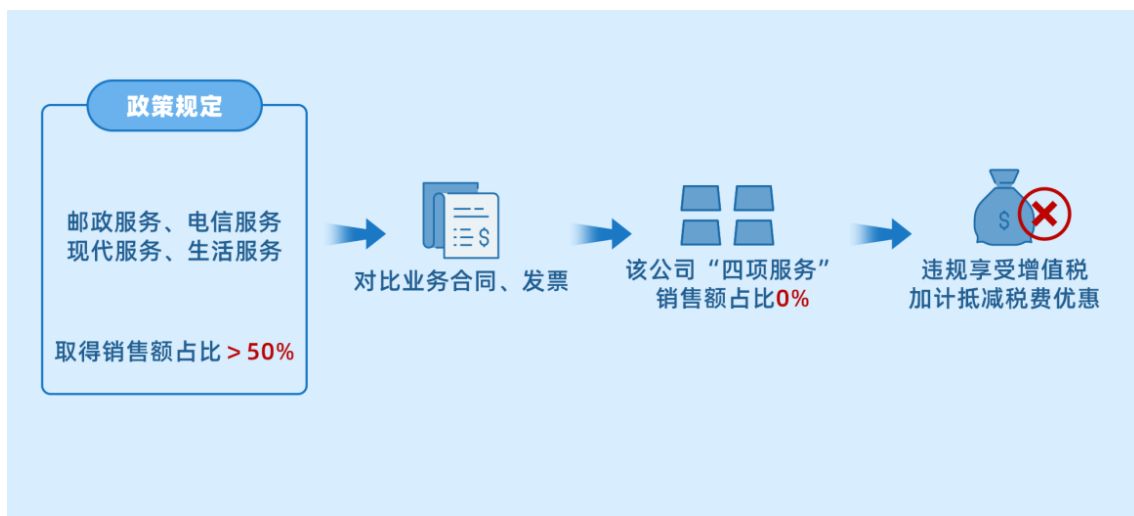 政策规定
邮政服务、电信服务
现代服务、生活服务
取得销售额占比 > 50%
对比业务合同、发票
该公司“四项服务”
销售额占比0%
违规享受增值税
加计抵减税费优惠